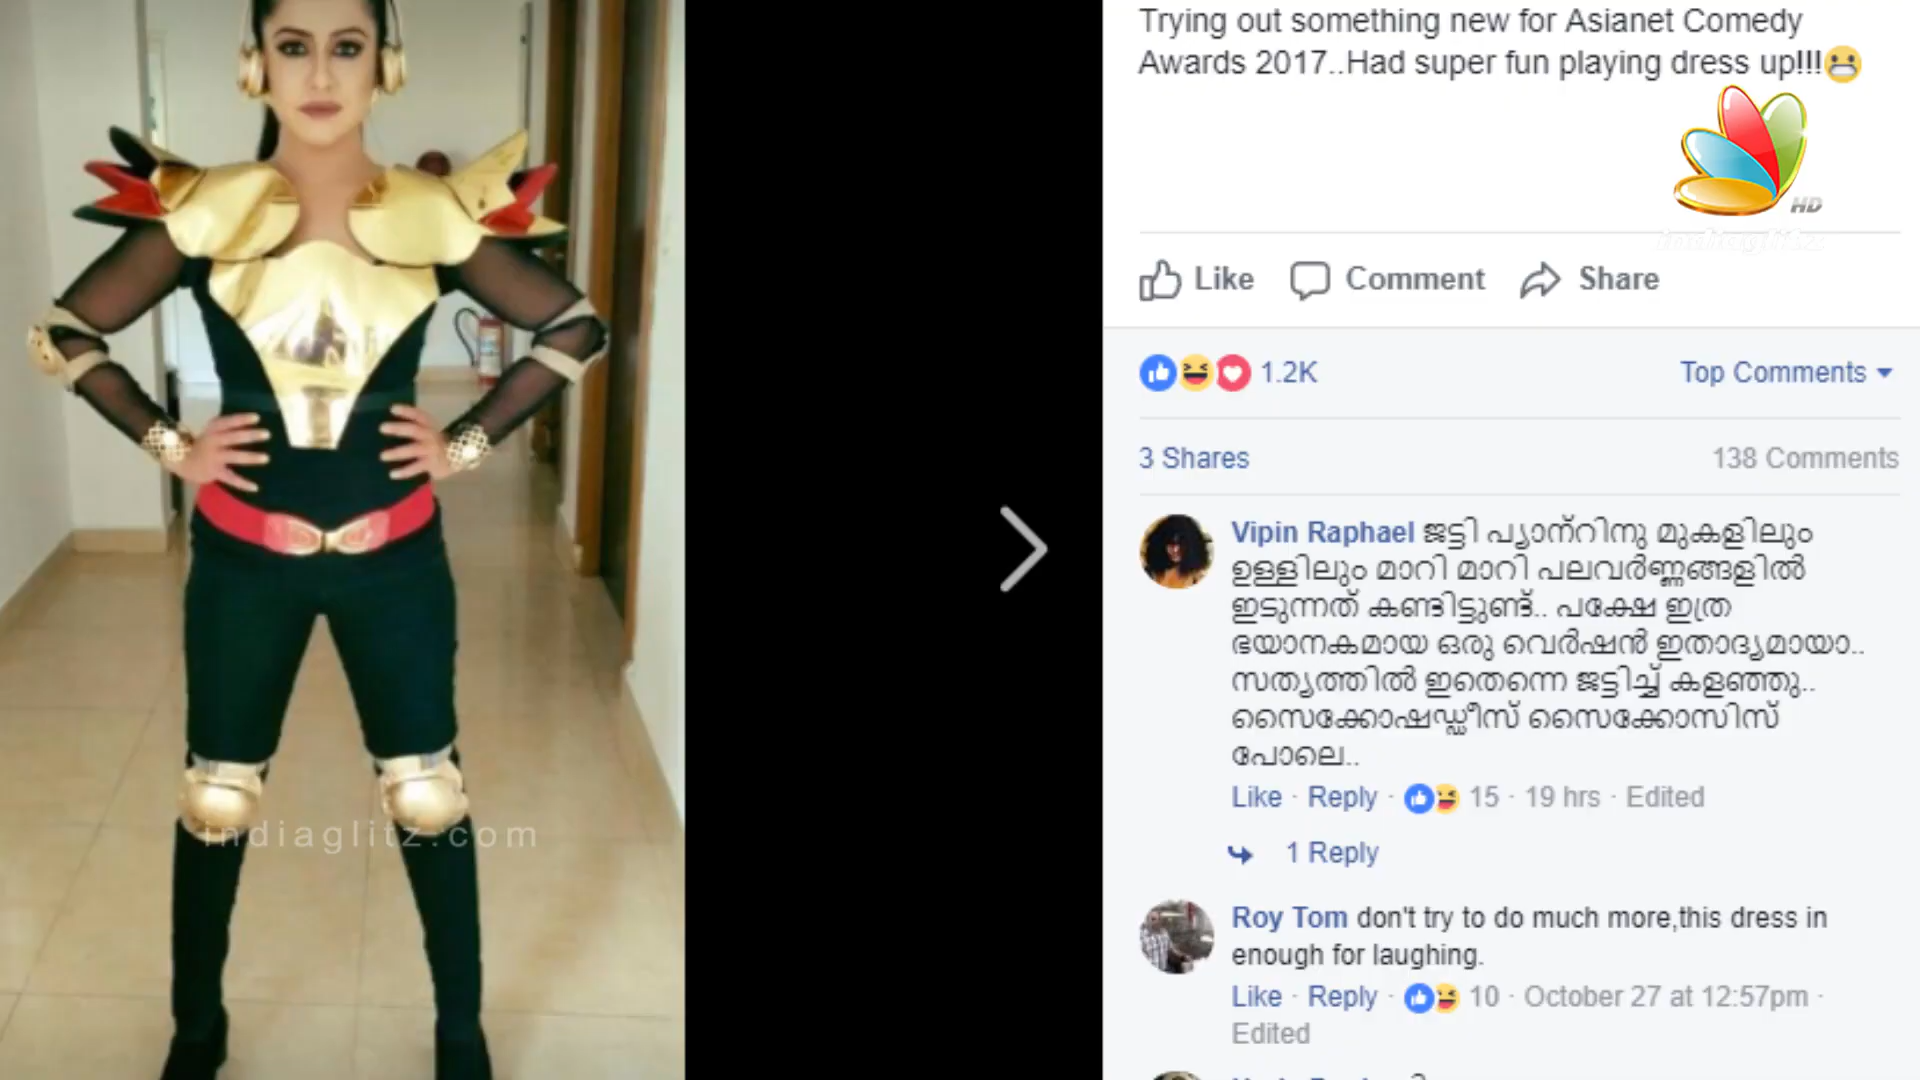 Trying out something new for Asianet Comedy
Awards 2017..Had super fun playing dress up!!!😬
HD
indiaglitz
Like Comment Share
1.2K Top Comments
3 Shares 138 Comments
Vipin Raphael ജട്ടി പ്യാന്റിനു മുകളിലും
ഉള്ളിലും മാറി മാറി പലവർണ്ണങ്ങളിൽ
ഇടുന്നത് കണ്ടിട്ടുണ്ട്.. പക്ഷേ ഇത്ര
ഭയാനകമായ ഒരു വെർഷൻ ഇതാദ്യമായാ..
സത്യത്തിൽ ഇതെന്നെ ജട്ടിച്ച് കളഞ്ഞു..
സൈക്കോഷഡ്ഡീസ് സൈക്കോസിസ്
പോലെ..
Like · Reply · 15 · 19 hrs · Edited
1 Reply
Roy Tom don't try to do much more,this dress in
enough for laughing.
Like · Reply · 10 · October 27 at 12:57pm ·
Edited
indiaglitz.com